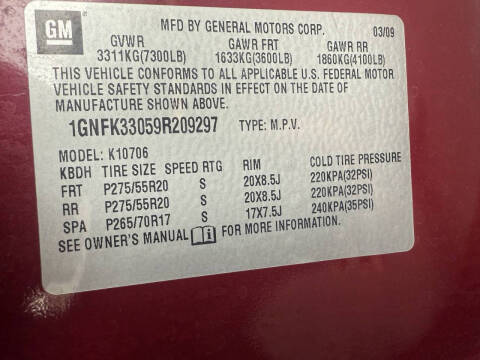 GM
MFD BY GENERAL MOTORS CORP. 03/09
GVWR GAWR FRT GAWR RR
3311KG(7300LB) 1633KG(3600LB) 1860KG(4100LB)
THIS VEHICLE CONFORMS TO ALL APPLICABLE U.S. FEDERAL MOTOR
VEHICLE SAFETY STANDARDS IN EFFECT ON THE DATE OF
MANUFACTURE SHOWN ABOVE.
1GNFK33059R209297 TYPE: M.P.V.
MODEL: K10706
KBDH TIRE SIZE SPEED RTG RIM COLD TIRE PRESSURE
FRT P275/55R20 S 20X8.5J 220KPA(32PSI)
RR P275/55R20 S 20X8.5J 220KPA(32PSI)
SPA P265/70R17 S 17X7.5J 240KPA(35PSI)
SEE OWNER'S MANUAL FOR MORE INFORMATION.